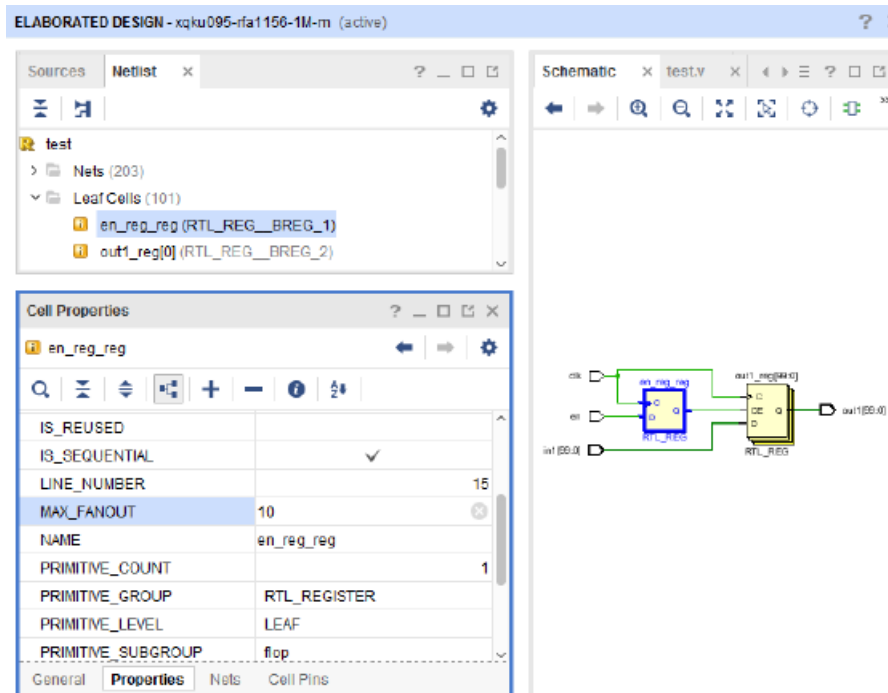 ELABORATED DESIGN - xqku095-rfa1156-1M-m (active)
Sources Netlist
test
Nets (203)
Leaf Cells (101)
en_reg_reg (RTL_REG__BREG_1)
out1_reg[0] (RTL_REG__BREG_2)
Cell Properties
en_reg_reg
IS_REUSED
IS_SEQUENTIAL
LINE_NUMBER 15
MAX_FANOUT 10
NAME en_reg_reg
PRIMITIVE_COUNT 1
PRIMITIVE_GROUP RTL_REGISTER
PRIMITIVE_LEVEL LEAF
PRIMITIVE_SUBGROUP flop
General Properties Nets Cell Pins
Schematic test.v
clk
en
in1[99:0]
en_reg_reg
C
D Q
RTL_REG
out1_reg[99:0]
C
CE Q
D
RTL_REG
out1[99:0]